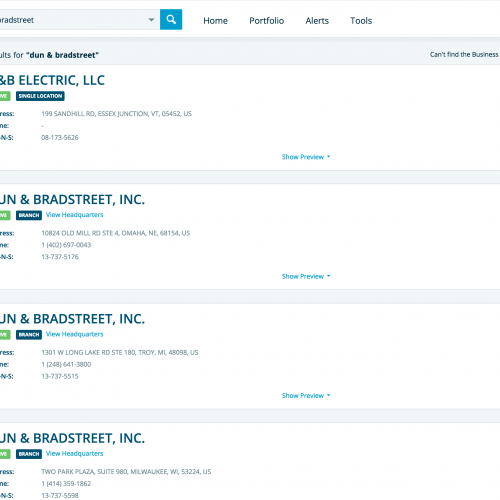 bradstreet
Home Portfolio Alerts Tools
ults for "dun & bradstreet" Can't find the Business
&B ELECTRIC, LLC
IVE SINGLE LOCATION
ress: 199 SANDHILL RD, ESSEX JUNCTION, VT, 05452, US
ne: -
-N-S: 08-173-5626
Show Preview
UN & BRADSTREET, INC.
IVE BRANCH View Headquarters
ress: 10824 OLD MILL RD STE 4, OMAHA, NE, 68154, US
ne: 1 (402) 697-0043
-N-S: 13-737-5176
Show Preview
UN & BRADSTREET, INC.
IVE BRANCH View Headquarters
ress: 1301 W LONG LAKE RD STE 180, TROY, MI, 48098, US
ne: 1 (248) 641-3800
-N-S: 13-737-5515
Show Preview
UN & BRADSTREET, INC.
IVE BRANCH View Headquarters
ress: TWO PARK PLAZA, SUITE 980, MILWAUKEE, WI, 53224, US
ne: 1 (414) 359-1862
-N-S: 13-737-5598